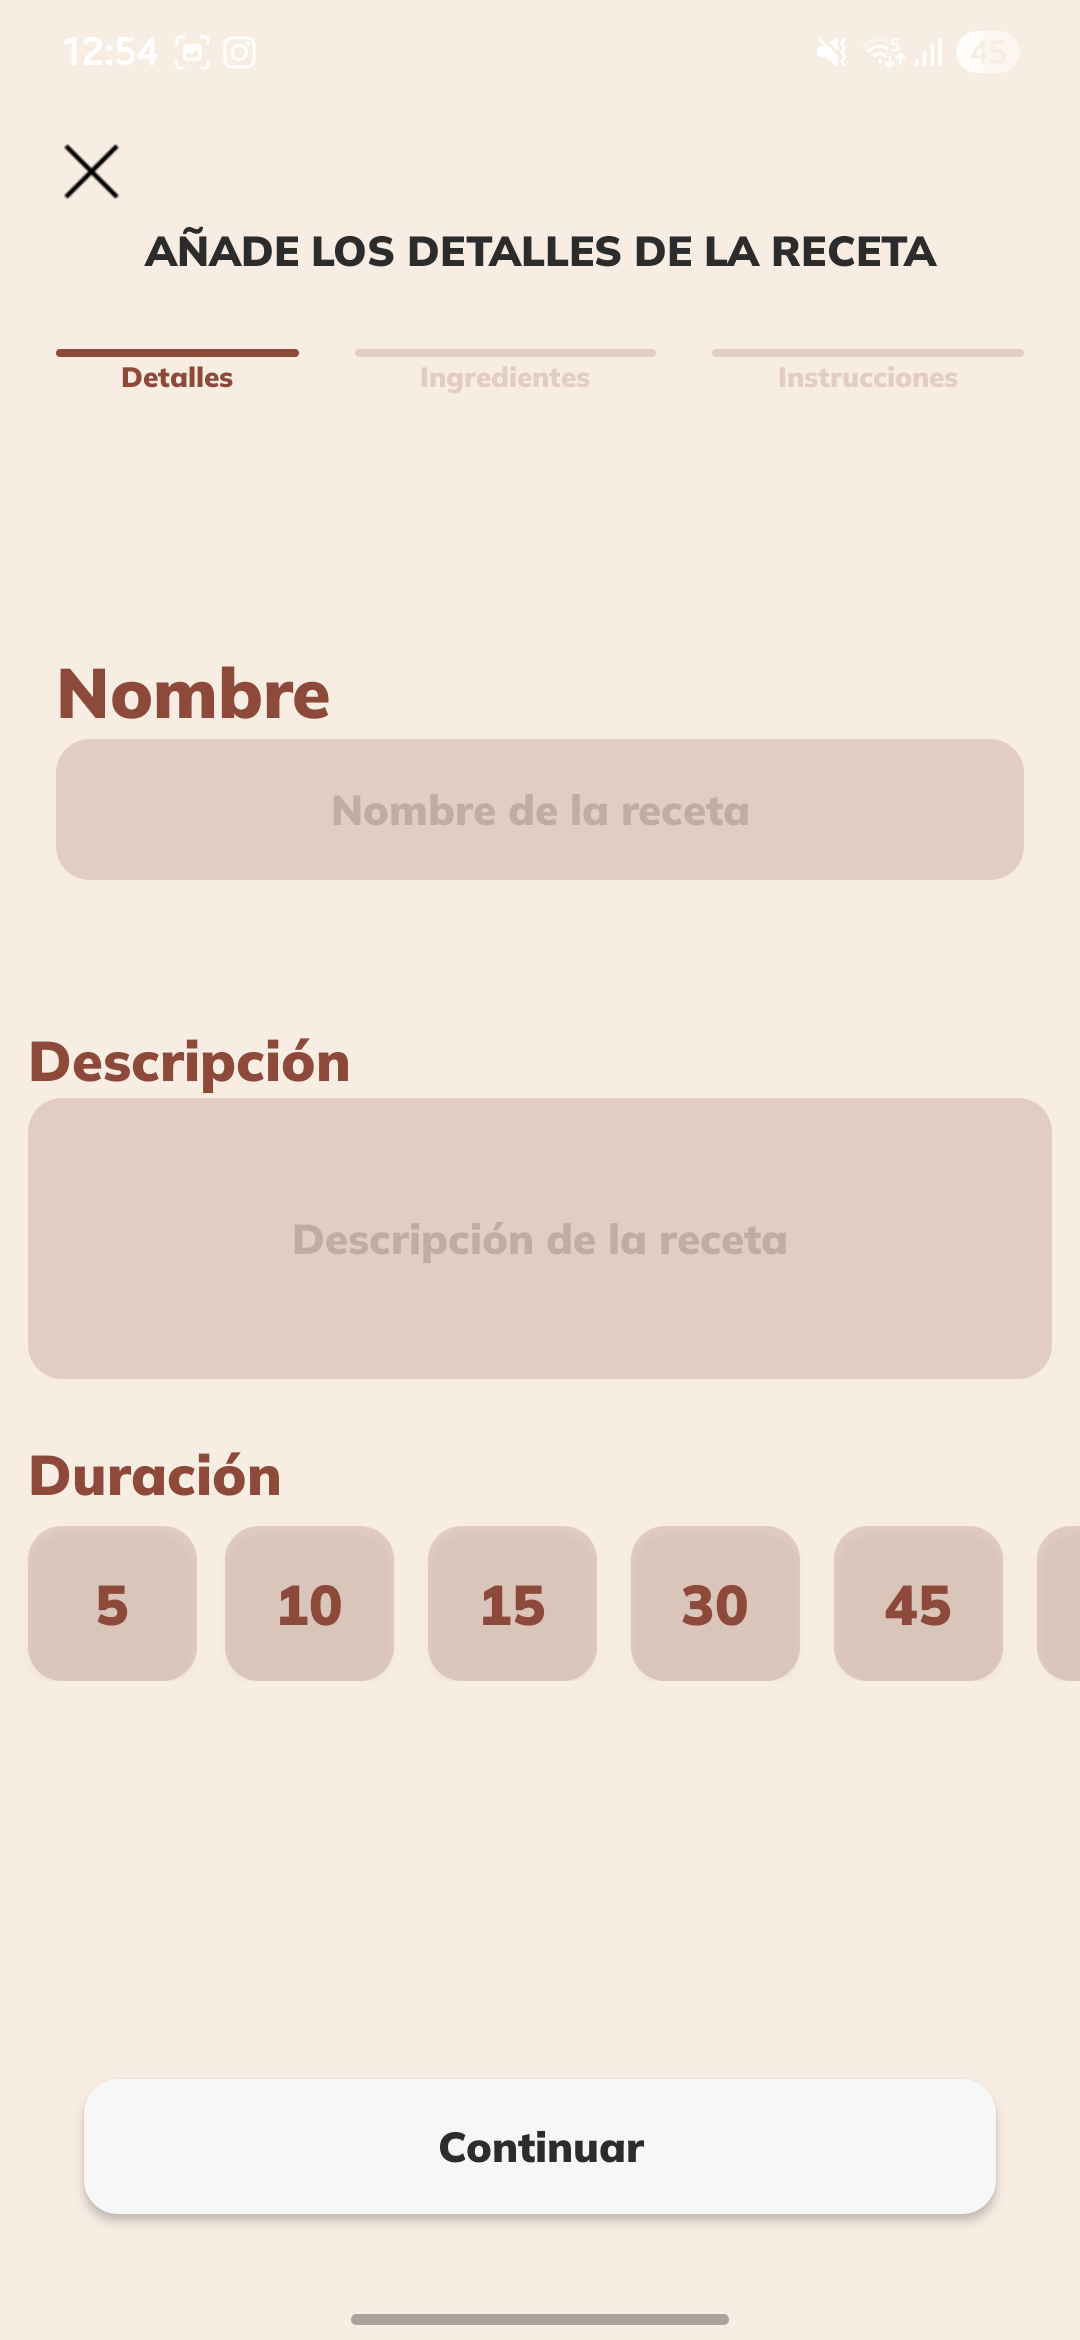 12:54
5
45
AÑADE LOS DETALLES DE LA RECETA
Detalles
Ingredientes
Instrucciones
Nombre
Nombre de la receta
Descripción
Descripción de la receta
Duración
5
10
15
30
45
Continuar